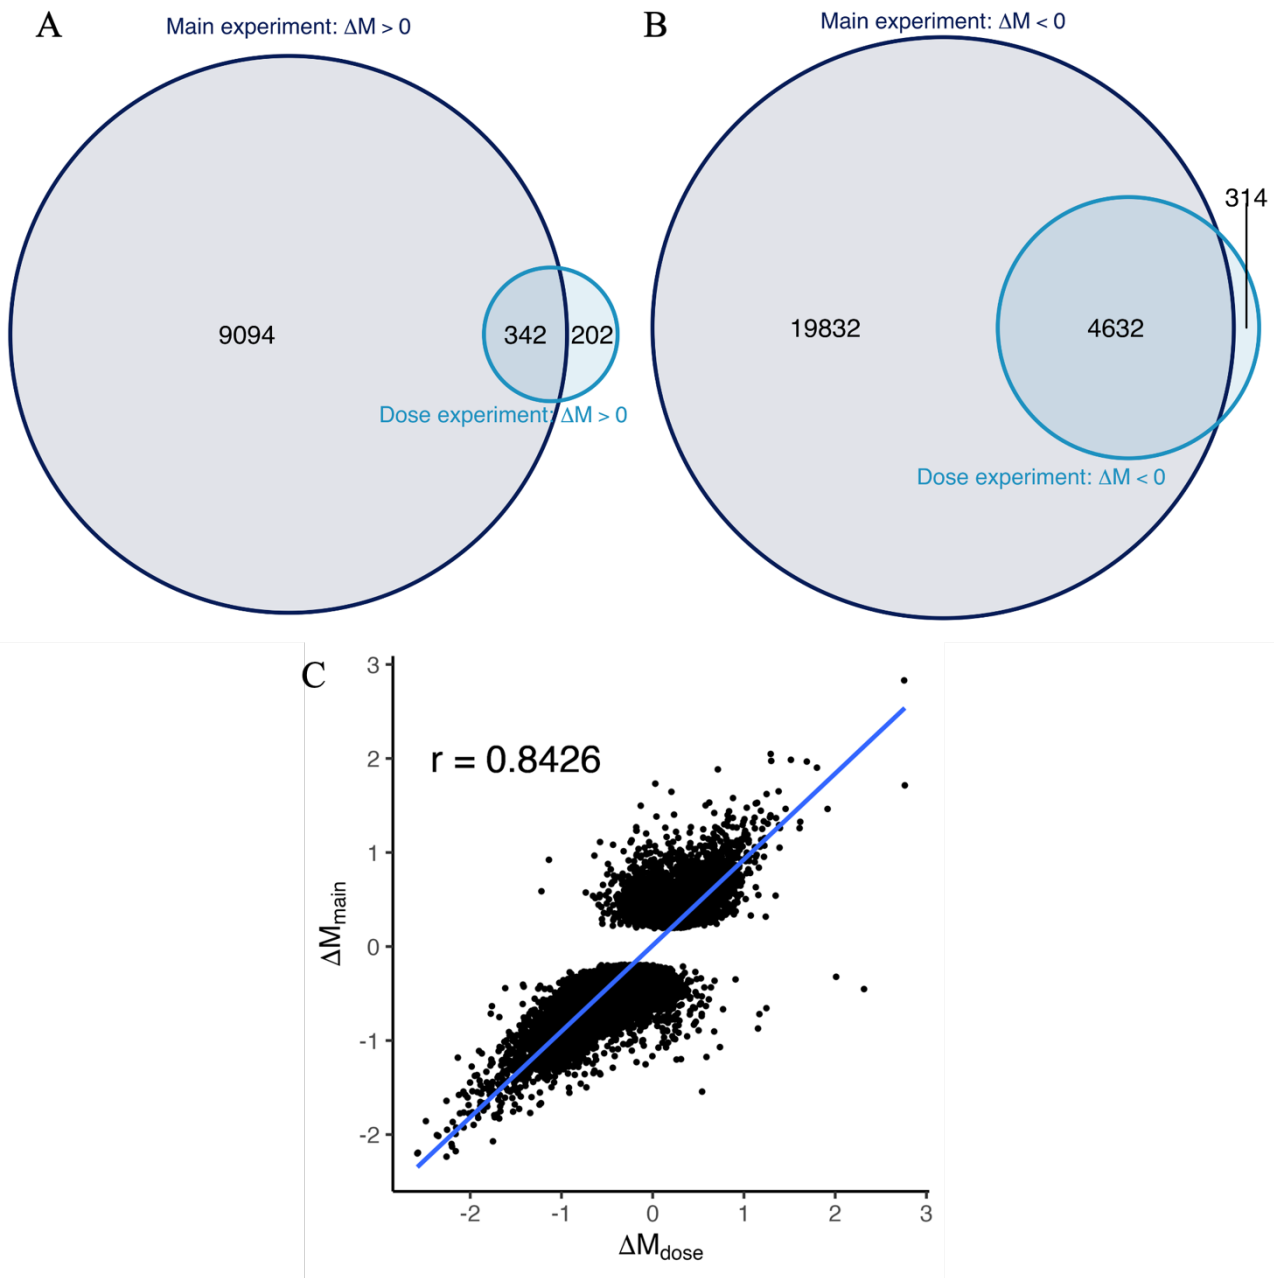 A
Main experiment: ΔM > 0
9094
342
202
Dose experiment: ΔM > 0
B
Main experiment: ΔM < 0
314
19832
4632
Dose experiment: ΔM < 0
C
r = 0.8426
3
2
1
0
-1
-2
ΔMmain
-2 -1 0 1 2 3
ΔMdose